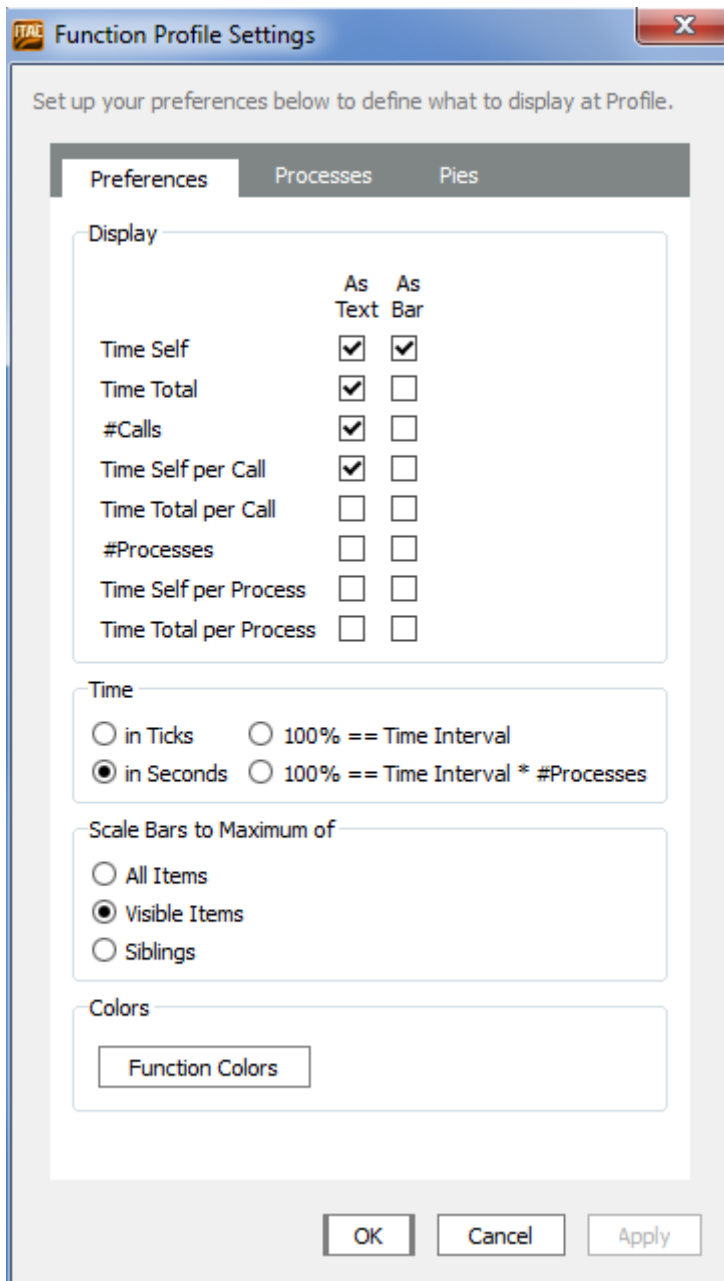 ITAC Function Profile Settings X
Set up your preferences below to define what to display at Profile.
Preferences Processes Pies
Display
As As
Text Bar
Time Self
Time Total
#Calls
Time Self per Call
Time Total per Call
#Processes
Time Self per Process
Time Total per Process
Time
in Ticks 100% == Time Interval
in Seconds 100% == Time Interval * #Processes
Scale Bars to Maximum of
All Items
Visible Items
Siblings
Colors
Function Colors
OK Cancel Apply